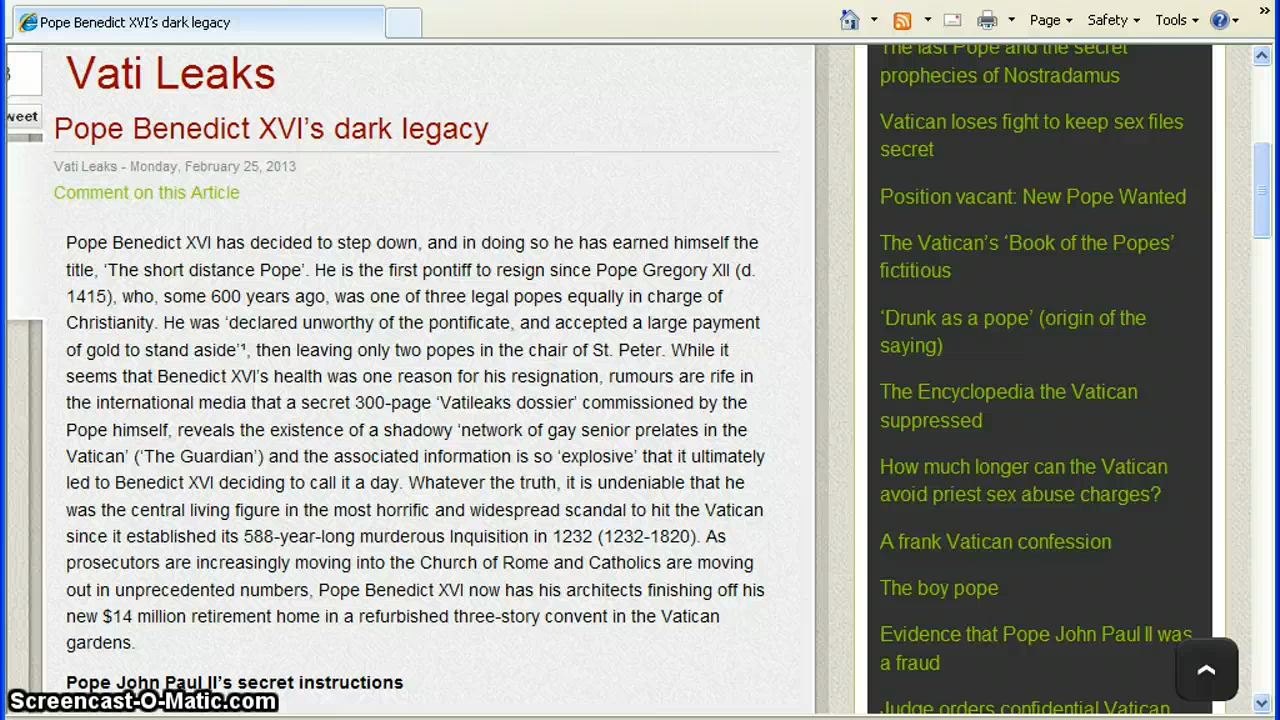 Pope Benedict XVI's dark legacy
Page
Safety
Tools
Vati Leaks
weet
Pope Benedict XVI's dark legacy
Vati Leaks - Monday, February 25, 2013
Comment on this Article
Pope Benedict XVI has decided to step down, and in doing so he has earned himself the
title, 'The short distance Pope'. He is the first pontiff to resign since Pope Gregory XII (d.
1415), who, some 600 years ago, was one of three legal popes equally in charge of
Christianity. He was 'declared unworthy of the pontificate, and accepted a large payment
of gold to stand aside'¹, then leaving only two popes in the chair of St. Peter. While it
seems that Benedict XVI's health was one reason for his resignation, rumours are rife in
the international media that a secret 300-page 'Vatileaks dossier' commissioned by the
Pope himself, reveals the existence of a shadowy 'network of gay senior prelates in the
Vatican' ('The Guardian') and the associated information is so 'explosive' that it ultimately
led to Benedict XVI deciding to call it a day. Whatever the truth, it is undeniable that he
was the central living figure in the most horrific and widespread scandal to hit the Vatican
since it established its 588-year-long murderous Inquisition in 1232 (1232-1820). As
prosecutors are increasingly moving into the Church of Rome and Catholics are moving
out in unprecedented numbers, Pope Benedict XVI now has his architects finishing off his
new $14 million retirement home in a refurbished three-story convent in the Vatican
gardens.
Pope John Paul II's secret instructions
The last Pope and the secret
prophecies of Nostradamus
Vatican loses fight to keep sex files
secret
Position vacant: New Pope Wanted
The Vatican's 'Book of the Popes'
fictitious
'Drunk as a pope' (origin of the
saying)
The Encyclopedia the Vatican
suppressed
How much longer can the Vatican
avoid priest sex abuse charges?
A frank Vatican confession
The boy pope
Evidence that Pope John Paul II was
a fraud
Judge orders confidential Vatican
Screencast-O-Matic.com